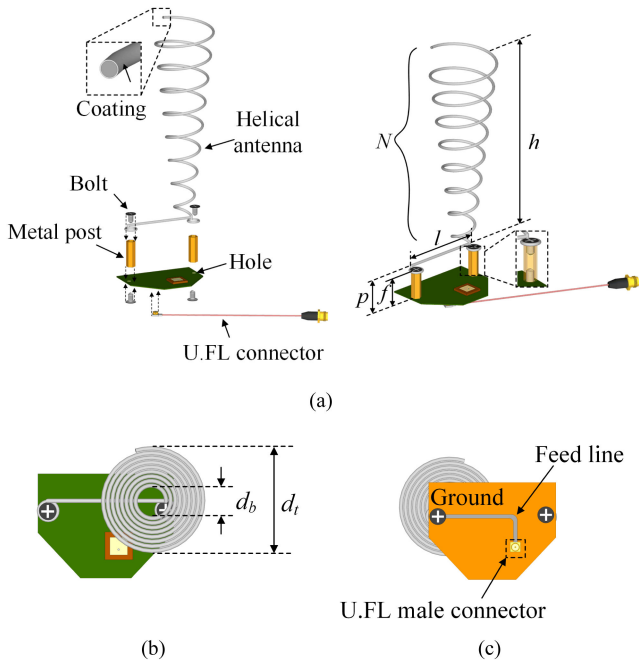 Coating
Helical
antenna
Bolt
Metal post
Hole
U.FL connector
N
h
l
p
f
(a)
d_b
d_t
Feed line
Ground
U.FL male connector
(b)
(c)